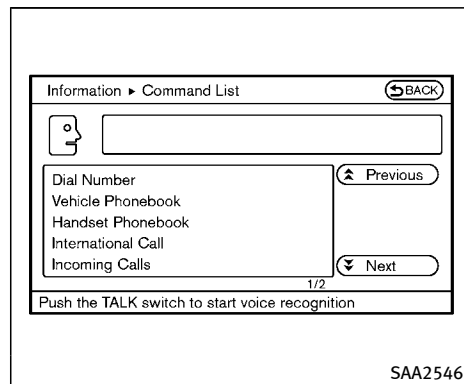 Information ▸ Command List
BACK
Dial Number
Previous
Vehicle Phonebook
Handset Phonebook
International Call
Incoming Calls
Next
1/2
Push the TALK switch to start voice recognition
SAA2546